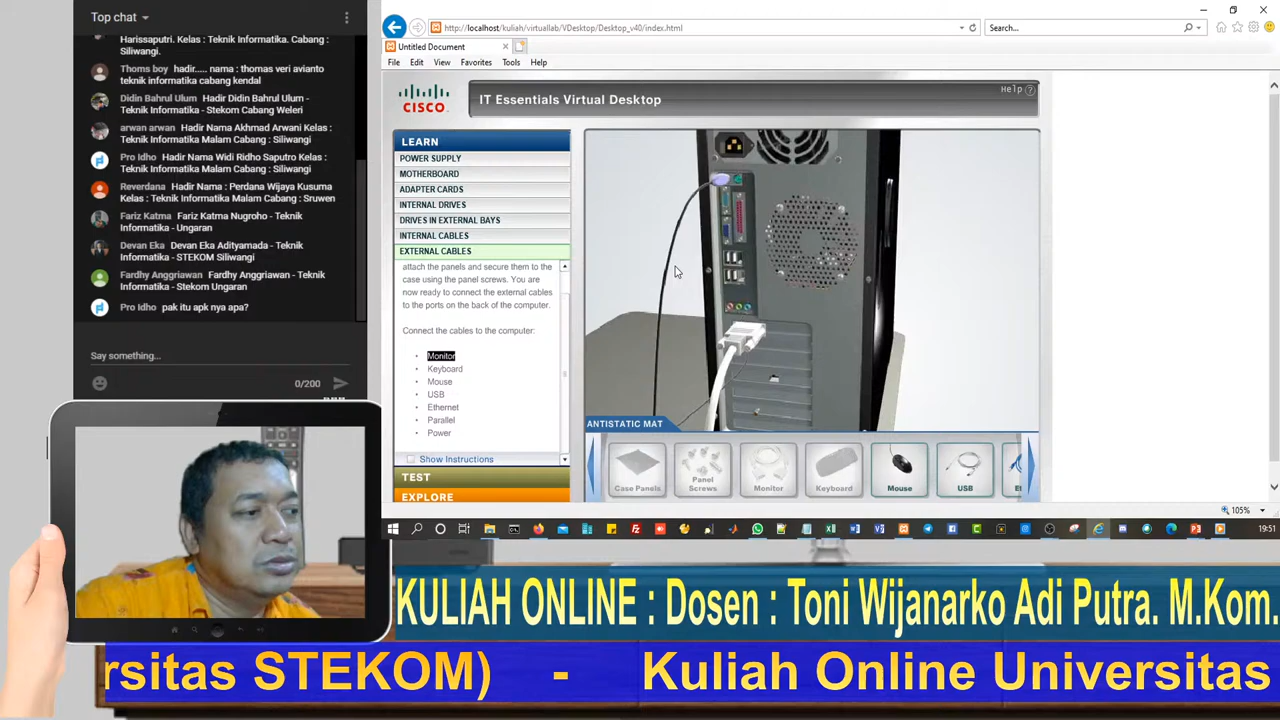 Top chat
Harissaputri. Kelas : Teknik Informatika. Cabang :
Siliwangi.
Thoms boy hadir..... nama : thomas veri avianto
teknik informatika cabang kendal
Didin Bahrul Ulum Hadir Didin Bahrul Ulum -
Teknik Informatika - Stekom Cabang Weleri
arwan arwan Hadir Nama Akhmad Arwani Kelas :
Teknik Informatika Malam Cabang : Siliwangi
Pro Idho Hadir Nama Widi Ridho Saputro Kelas :
Teknik Informatika Malam Cabang : Siliwangi
Reverdana Hadir Nama : Perdana Wijaya Kusuma
Kelas : Teknik Informatika Malam Cabang : Sruwen
Fariz Katma Fariz Katma Nugroho - Teknik
Informatika - Ungaran
Devan Eka Devan Eka Adityamada - Teknik
Informatika - STEKOM Siliwangi
Fardhy Anggriawan Fardhy Anggriawan - Teknik
Informatika - Stekom Ungaran
Pro Idho pak itu apk nya apa?
Say something...
0/200
http://localhost/kuliah/virtuallab/VDesktop/Desktop_v40/index.html
Search...
Untitled Document
File Edit View Favorites Tools Help
CISCO
IT Essentials Virtual Desktop
Help ?
LEARN
POWER SUPPLY
MOTHERBOARD
ADAPTER CARDS
INTERNAL DRIVES
DRIVES IN EXTERNAL BAYS
INTERNAL CABLES
EXTERNAL CABLES
attach the panels and secure them to the
case using the panel screws. You are
now ready to connect the external cables
to the ports on the back of the computer.
Connect the cables to the computer:
• Monitor
• Keyboard
• Mouse
• USB
• Ethernet
• Parallel
• Power
Show Instructions
TEST
EXPLORE
ANTISTATIC MAT
Case Panels
Panel
Screws
Monitor
Keyboard
Mouse
USB
105%
19:51
KULIAH ONLINE : Dosen : Toni Wijanarko Adi Putra. M.Kom.
rsitas STEKOM) - Kuliah Online Universitas